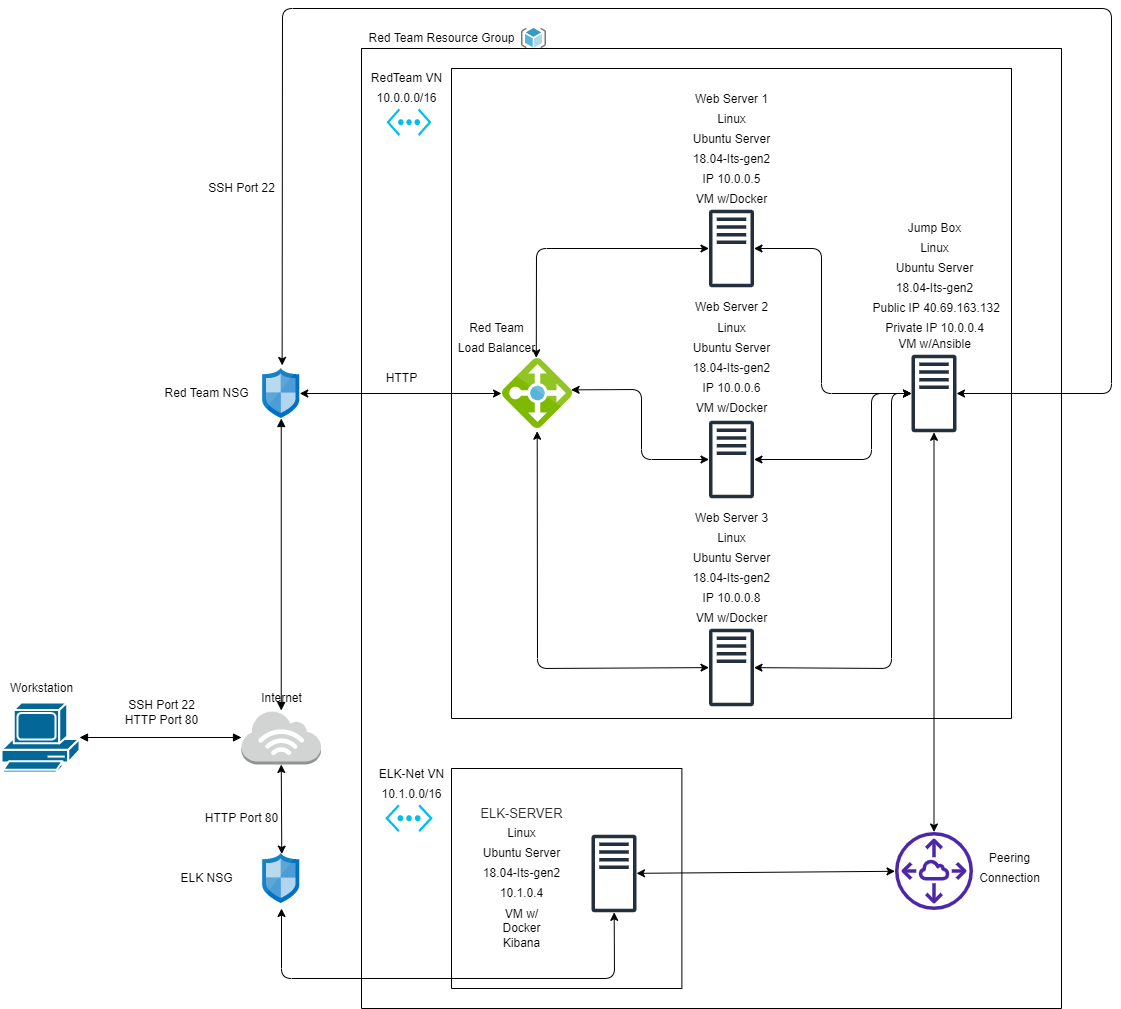 Red Team Resource Group
RedTeam VN
10.0.0.0/16
Web Server 1
Linux
Ubuntu Server
18.04-lts-gen2
IP 10.0.0.5
VM w/Docker
SSH Port 22
Jump Box
Linux
Ubuntu Server
18.04-lts-gen2
Public IP 40.69.163.132
Private IP 10.0.0.4
VM w/Ansible
Web Server 2
Linux
Ubuntu Server
18.04-lts-gen2
IP 10.0.0.6
VM w/Docker
Red Team
Load Balancer
HTTP
Red Team NSG
Web Server 3
Linux
Ubuntu Server
18.04-lts-gen2
IP 10.0.0.8
VM w/Docker
Workstation
SSH Port 22
HTTP Port 80
Internet
ELK-Net VN
10.1.0.0/16
HTTP Port 80
ELK NSG
ELK-SERVER
Linux
Ubuntu Server
18.04-lts-gen2
10.1.0.4
VM w/
Docker
Kibana
Peering
Connection